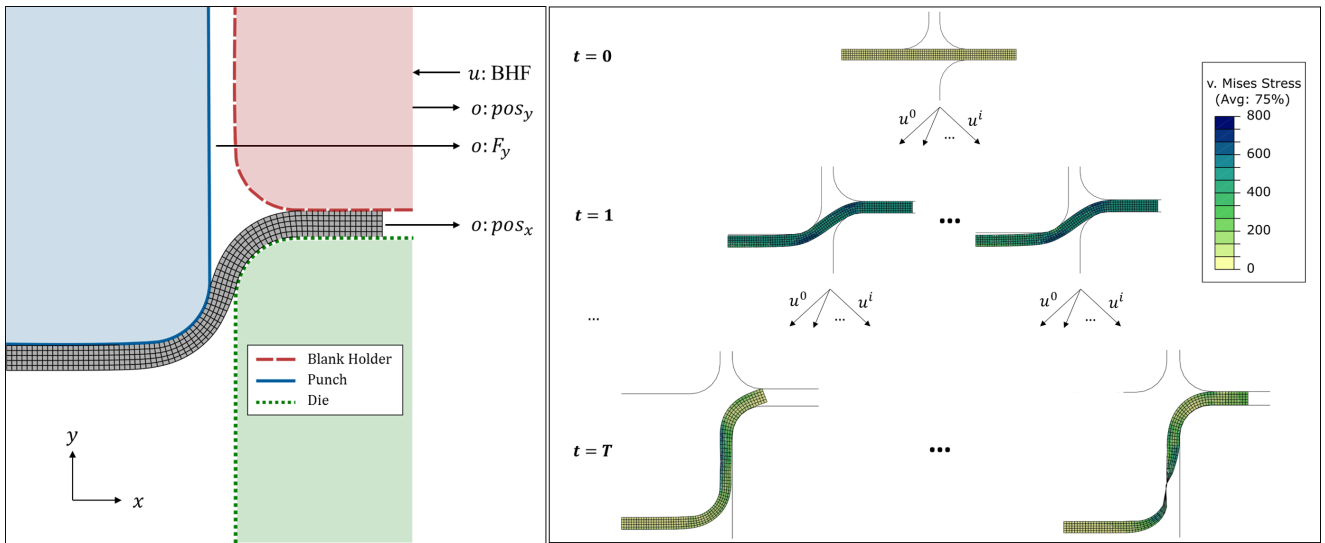 u: BHF
o: pos_y
o: F_y
o: pos_x
Blank Holder
Punch
Die
y
x
t = 0
v. Mises Stress
(Avg: 75%)
800
600
400
200
0
u^0 ... u^i
t = 1
...
u^0 ... u^i
u^0 ... u^i
...
t = T
...